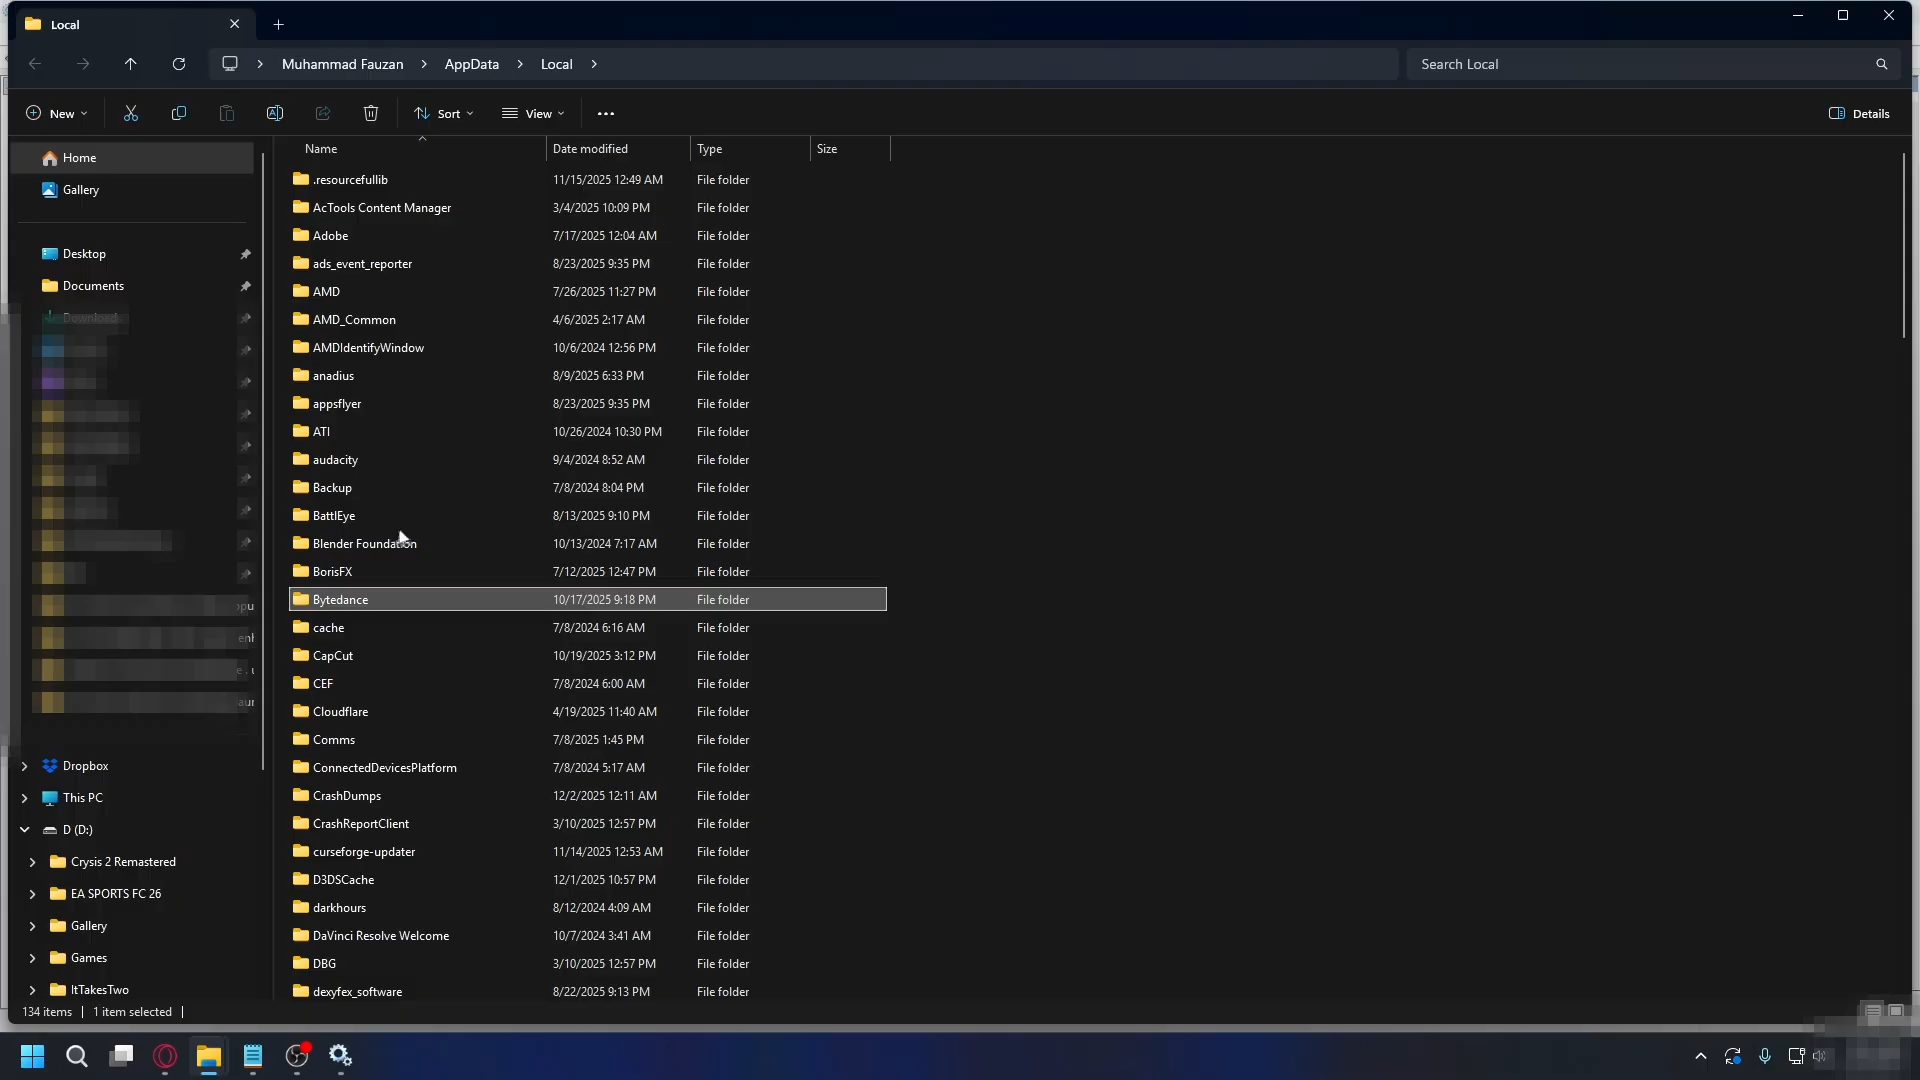 Local
Muhammad Fauzan > AppData > Local >
Search Local
New
Sort
View
Details
Home
Gallery
Desktop
Documents
Downloads
opu
enh
e . u
aur
Dropbox
This PC
D (D:)
Crysis 2 Remastered
EA SPORTS FC 26
Gallery
Games
ItTakesTwo
Name Date modified Type Size
.resourcefullib 11/15/2025 12:49 AM File folder
AcTools Content Manager 3/4/2025 10:09 PM File folder
Adobe 7/17/2025 12:04 AM File folder
ads_event_reporter 8/23/2025 9:35 PM File folder
AMD 7/26/2025 11:27 PM File folder
AMD_Common 4/6/2025 2:17 AM File folder
AMDIdentifyWindow 10/6/2024 12:56 PM File folder
anadius 8/9/2025 6:33 PM File folder
appsflyer 8/23/2025 9:35 PM File folder
ATI 10/26/2024 10:30 PM File folder
audacity 9/4/2024 8:52 AM File folder
Backup 7/8/2024 8:04 PM File folder
BattlEye 8/13/2025 9:10 PM File folder
Blender Foundation 10/13/2024 7:17 AM File folder
BorisFX 7/12/2025 12:47 PM File folder
Bytedance 10/17/2025 9:18 PM File folder
cache 7/8/2024 6:16 AM File folder
CapCut 10/19/2025 3:12 PM File folder
CEF 7/8/2024 6:00 AM File folder
Cloudflare 4/19/2025 11:40 AM File folder
Comms 7/8/2025 1:45 PM File folder
ConnectedDevicesPlatform 7/8/2024 5:17 AM File folder
CrashDumps 12/2/2025 12:11 AM File folder
CrashReportClient 3/10/2025 12:57 PM File folder
curseforge-updater 11/14/2025 12:53 AM File folder
D3DSCache 12/1/2025 10:57 PM File folder
darkhours 8/12/2024 4:09 AM File folder
DaVinci Resolve Welcome 10/7/2024 3:41 AM File folder
DBG 3/10/2025 12:57 PM File folder
dexyfex_software 8/22/2025 9:13 PM File folder
134 items | 1 item selected |